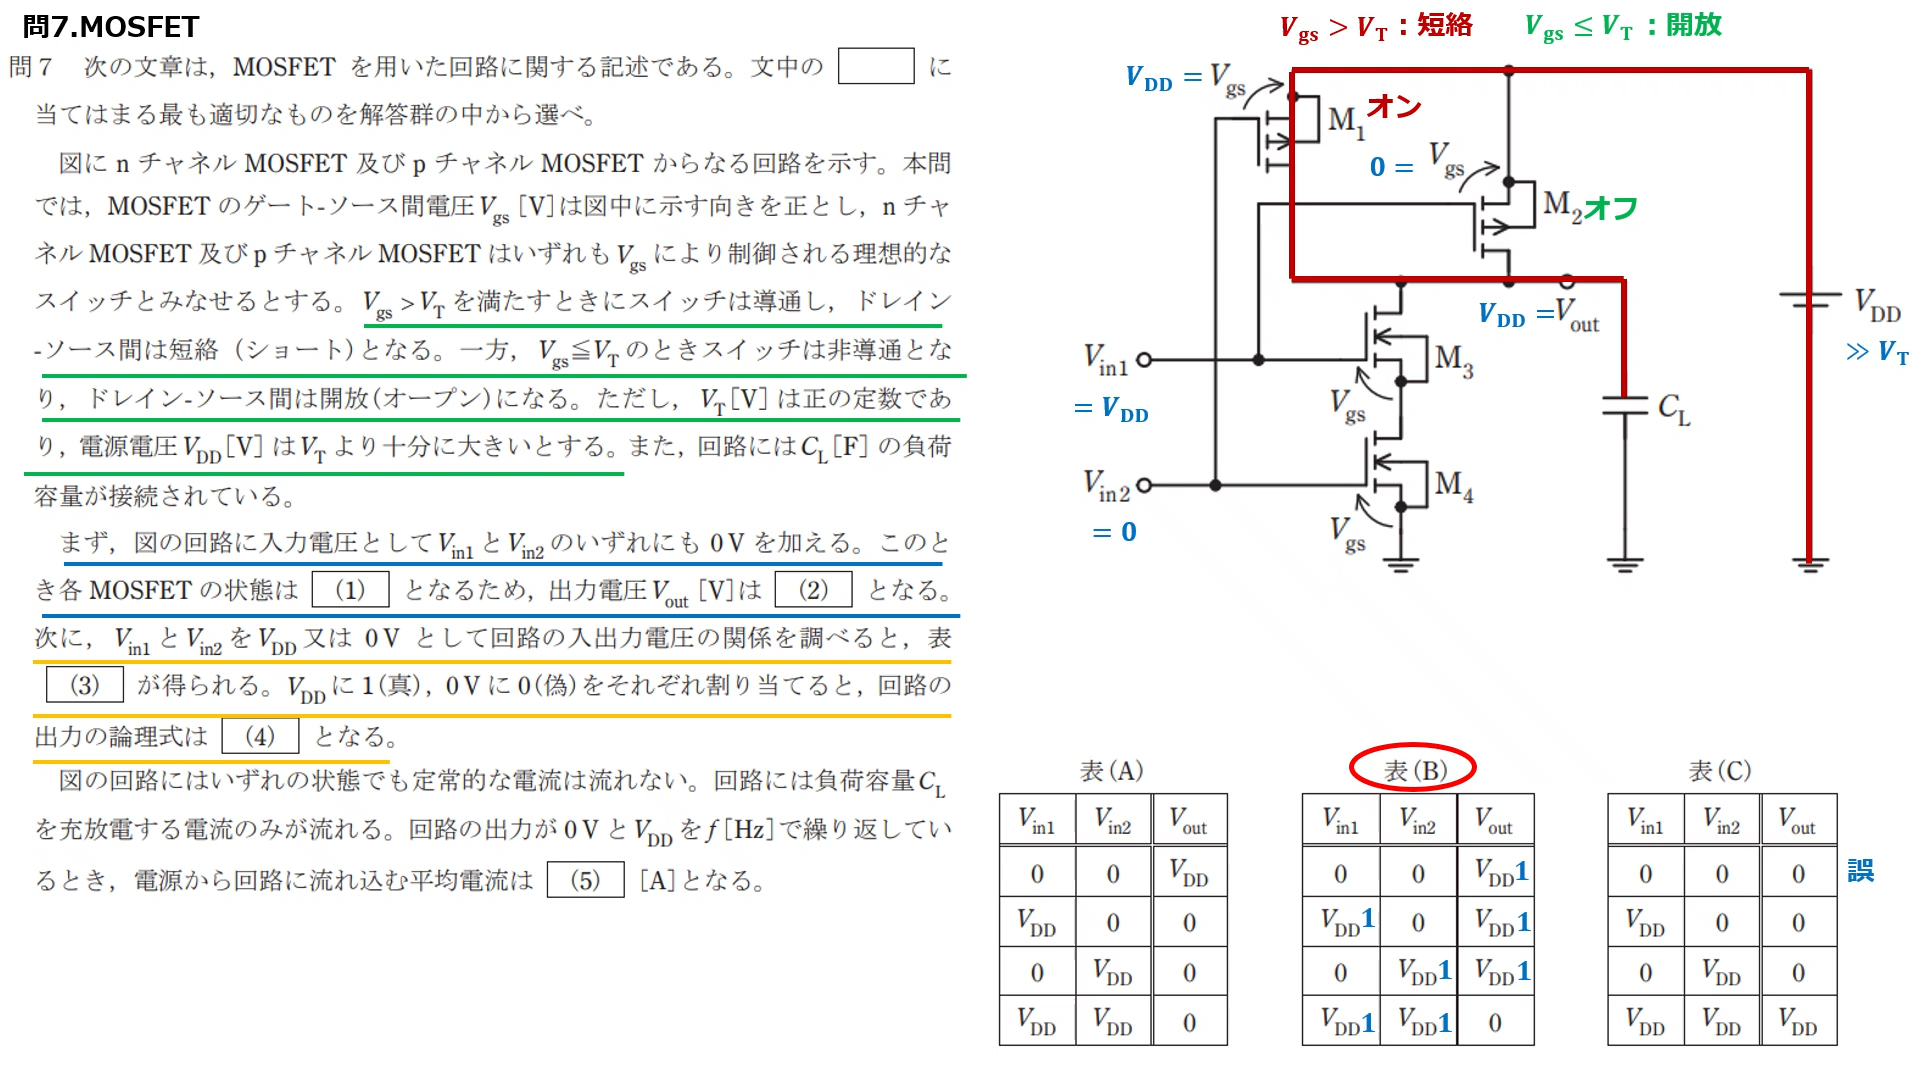 問7.MOSFET
問7 次の文章は，MOSFET を用いた回路に関する記述である。文中の に
当てはまる最も適切なものを解答群の中から選べ。
図に n チャネル MOSFET 及び p チャネル MOSFET からなる回路を示す。本問
では，MOSFET のゲート-ソース間電圧 Vgs [V]は図中に示す向きを正とし，n チャ
ネル MOSFET 及び p チャネル MOSFET はいずれも Vgs により制御される理想的な
スイッチとみなせるとする。Vgs＞VT を満たすときにスイッチは導通し，ドレイン
-ソース間は短絡（ショート)となる。一方，Vgs≦VT のときスイッチは非導通とな
り，ドレイン-ソース間は開放(オープン)になる。ただし，VT[V] は正の定数であ
り，電源電圧 VDD[V] は VT より十分に大きいとする。また，回路には CL[F] の負荷
容量が接続されている。
まず，図の回路に入力電圧として Vin1 と Vin2 のいずれにも 0 V を加える。このと
き各 MOSFET の状態は (1) となるため，出力電圧 Vout [V]は (2) となる。
次に，Vin1 と Vin2 を VDD 又は 0 V として回路の入出力電圧の関係を調べると，表
(3) が得られる。VDD に 1(真)，0 V に 0(偽)をそれぞれ割り当てると，回路の
出力の論理式は (4) となる。
図の回路にはいずれの状態でも定常的な電流は流れない。回路には負荷容量 CL
を充放電する電流のみが流れる。回路の出力が 0 V と VDD を f [Hz]で繰り返してい
るとき，電源から回路に流れ込む平均電流は (5) [A]となる。
Vgs > VT：短絡 Vgs ≤ VT：開放
VDD = Vgs
M1 オン
0 = Vgs
M2 オフ
VDD = Vout
VDD
≫ VT
Vin1
= VDD
M3
Vgs
CL
Vin2
= 0
M4
Vgs
表(A)
Vin1 Vin2 Vout
0 0 VDD
VDD 0 0
0 VDD 0
VDD VDD 0
表(B)
Vin1 Vin2 Vout
0 0 VDD1
VDD1 0 VDD1
0 VDD1 VDD1
VDD1 VDD1 0
表(C)
Vin1 Vin2 Vout
0 0 0 誤
VDD 0 0
0 VDD 0
VDD VDD VDD